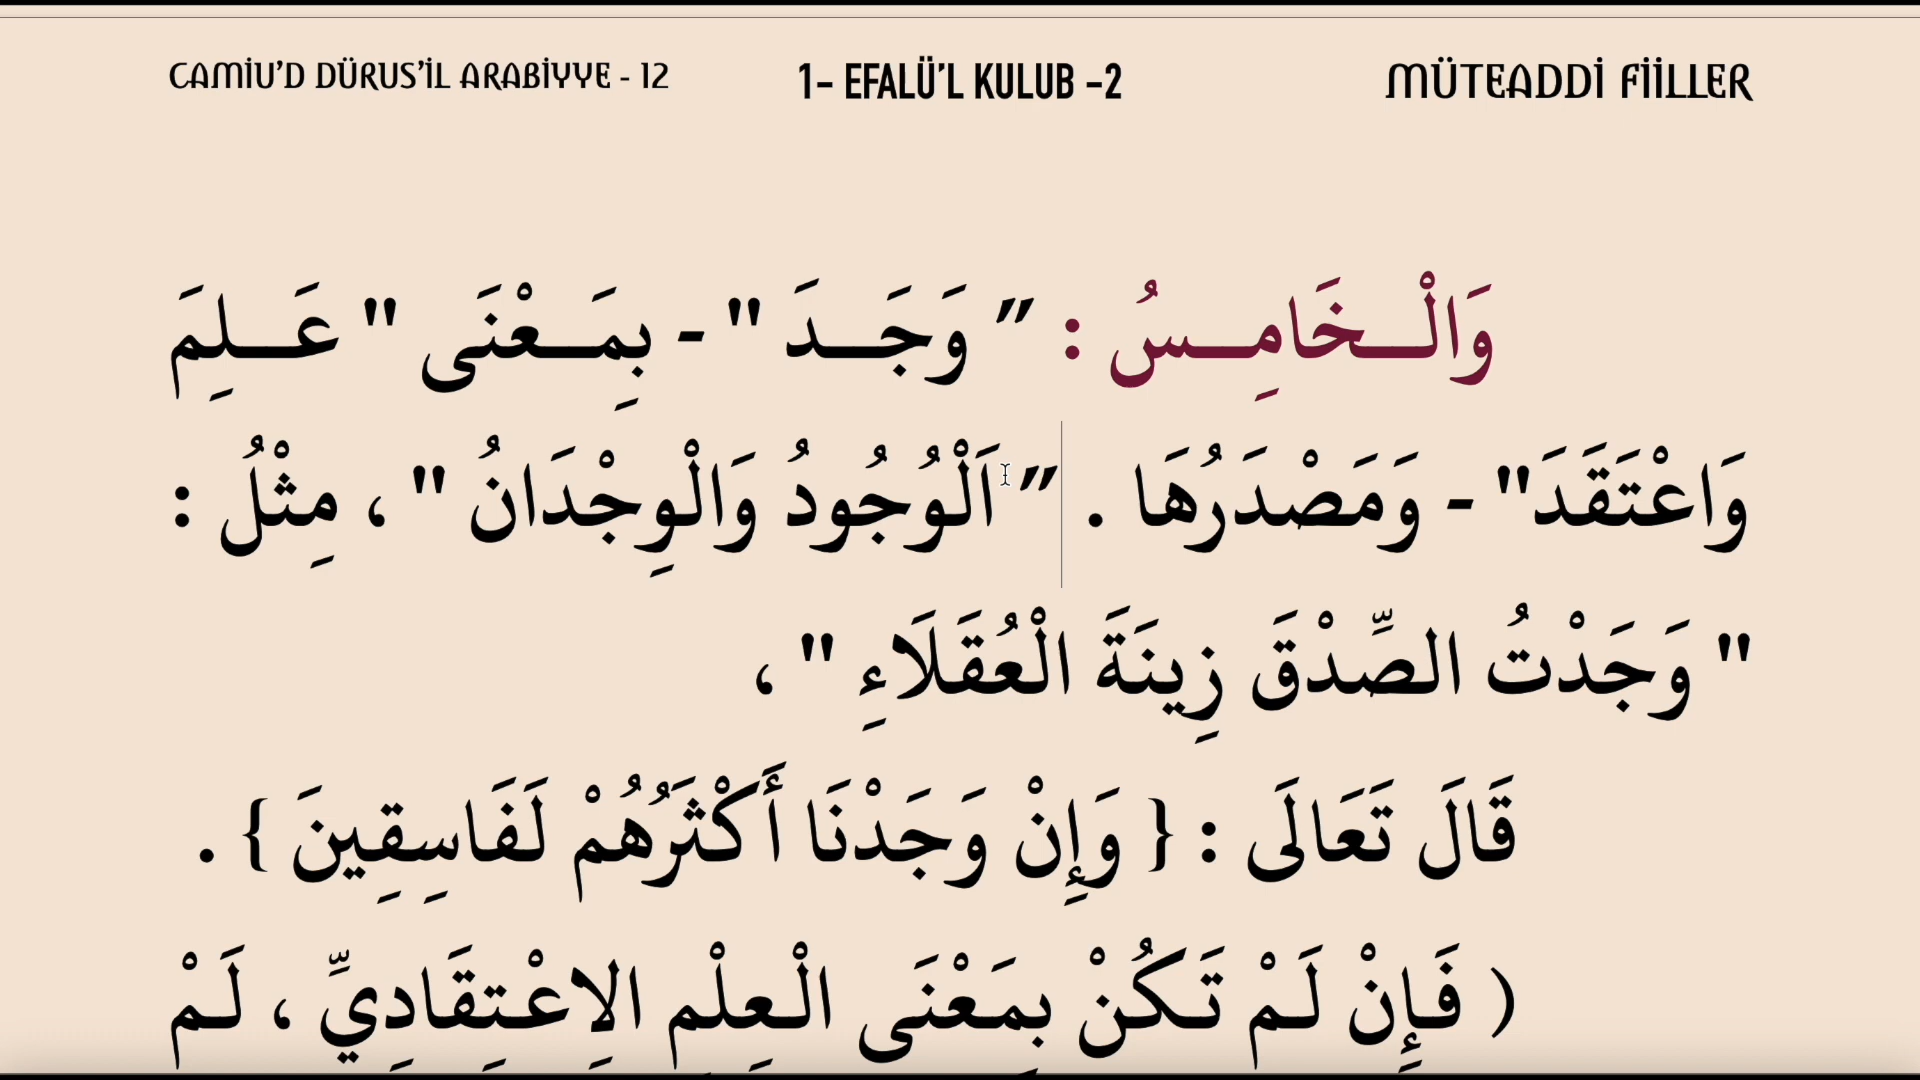 CAMİU'D DÜRUS'İL ARABİYYE - 12
1- EFALÜ'L KULUB -2
MÜTEADDİ FİİLLER
وَالْخَامِسُ : " وَجَدَ " - بِمَعْنَى " عَلِمَ
وَاعْتَقَدَ" - وَمَصْدَرُهَا . "اَلْوُجُودُ وَالْوِجْدَانُ " ، مِثْلُ :
" وَجَدْتُ الصِّدْقَ زِينَةَ الْعُقَلَاءِ " ،
قَالَ تَعَالَى : { وَإِنْ وَجَدْنَا أَكْثَرُهُمْ لَفَاسِقِينَ } .
( فَإِنْ لَمْ تَكُنْ بِمَعْنَى الْعِلْمِ الِاعْتِقَادِيِّ ، لَمْ